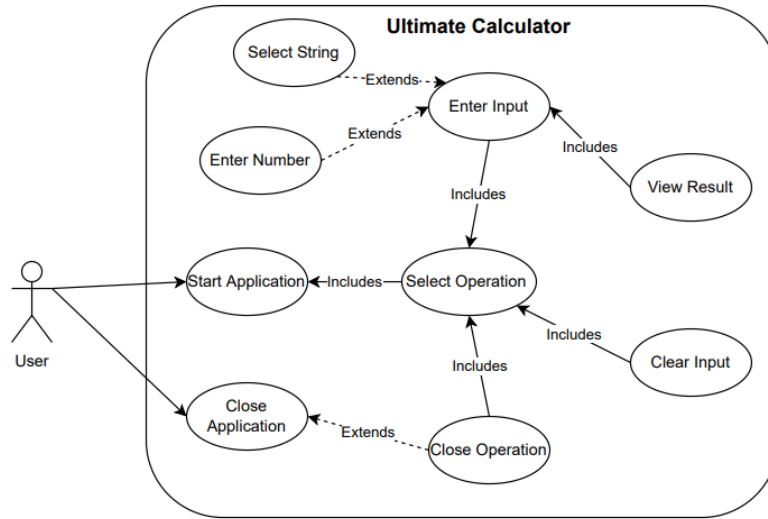 Ultimate Calculator
Select String
Extends
Enter Input
Extends
Enter Number
Includes
View Result
Includes
Start Application
Includes
Select Operation
User
Includes
Clear Input
Includes
Close
Application
Extends
Close Operation